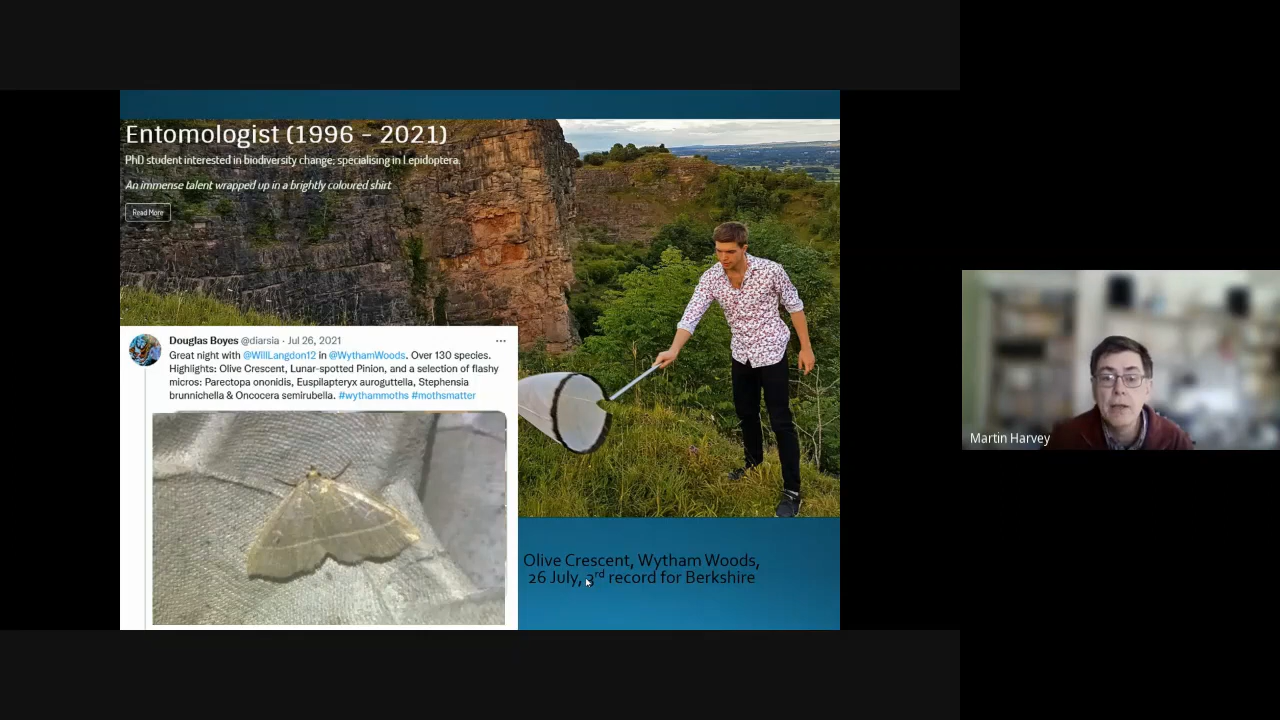 Entomologist (1996 - 2021)
PhD student interested in biodiversity change; specialising in Lepidoptera.
An immense talent wrapped up in a brightly coloured shirt
Read More
Douglas Boyes @diarsia · Jul 26, 2021
Great night with @WillLangdon12 in @WythamWoods. Over 130 species.
Highlights: Olive Crescent, Lunar-spotted Pinion, and a selection of flashy
micros: Parectopa ononidis, Euspilapteryx auroguttella, Stephensia
brunnichella & Oncocera semirubella. #wythammoths #mothsmatter
Olive Crescent, Wytham Woods,
26 July, 3rd record for Berkshire
Martin Harvey